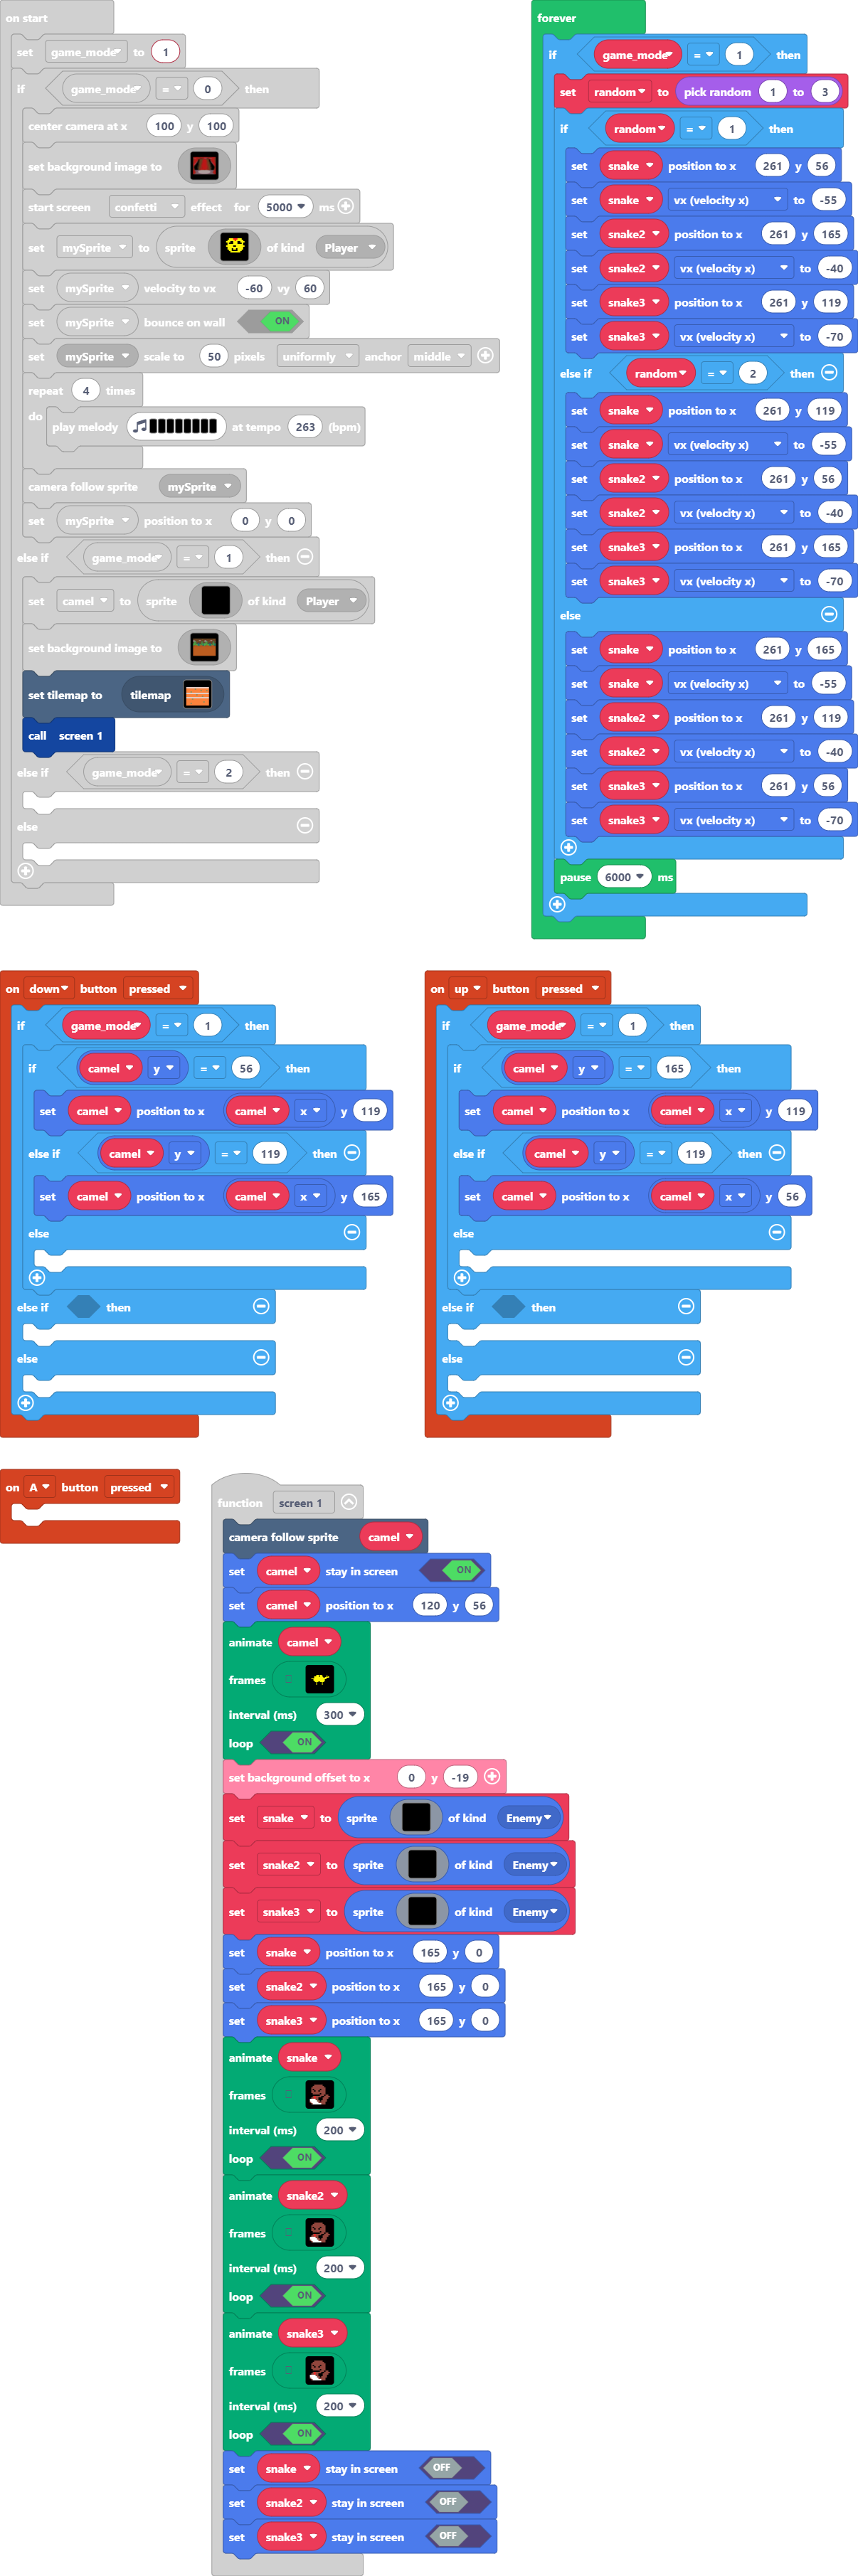 on start
set game_mode to 1
if game_mode = 0 then
center camera at x 100 y 100
set background image to
start screen confetti effect for 5000 ms
set mySprite to sprite of kind Player
set mySprite velocity to vx -60 vy 60
set mySprite bounce on wall ON
set mySprite scale to 50 pixels uniformly anchor middle
repeat 4 times
do play melody at tempo 263 (bpm)
camera follow sprite mySprite
set mySprite position to x 0 y 0
else if game_mode = 1 then
set camel to sprite of kind Player
set background image to
set tilemap to tilemap
call screen 1
else if game_mode = 2 then
else
forever
if game_mode = 1 then
set random to pick random 1 to 3
if random = 1 then
set snake position to x 261 y 56
set snake vx (velocity x) to -55
set snake2 position to x 261 y 165
set snake2 vx (velocity x) to -40
set snake3 position to x 261 y 119
set snake3 vx (velocity x) to -70
else if random = 2 then
set snake position to x 261 y 119
set snake vx (velocity x) to -55
set snake2 position to x 261 y 56
set snake2 vx (velocity x) to -40
set snake3 position to x 261 y 165
set snake3 vx (velocity x) to -70
else
set snake position to x 261 y 165
set snake vx (velocity x) to -55
set snake2 position to x 261 y 119
set snake2 vx (velocity x) to -40
set snake3 position to x 261 y 56
set snake3 vx (velocity x) to -70
pause 6000 ms
on down button pressed
if game_mode = 1 then
if camel y = 56 then
set camel position to x camel x y 119
else if camel y = 119 then
set camel position to x camel x y 165
else
else if then
else
on up button pressed
if game_mode = 1 then
if camel y = 165 then
set camel position to x camel x y 119
else if camel y = 119 then
set camel position to x camel x y 56
else
else if then
else
on A button pressed
function screen 1
camera follow sprite camel
set camel stay in screen ON
set camel position to x 120 y 56
animate camel
frames
interval (ms) 300
loop ON
set background offset to x 0 y -19
set snake to sprite of kind Enemy
set snake2 to sprite of kind Enemy
set snake3 to sprite of kind Enemy
set snake position to x 165 y 0
set snake2 position to x 165 y 0
set snake3 position to x 165 y 0
animate snake
frames
interval (ms) 200
loop ON
animate snake2
frames
interval (ms) 200
loop ON
animate snake3
frames
interval (ms) 200
loop ON
set snake stay in screen OFF
set snake2 stay in screen OFF
set snake3 stay in screen OFF